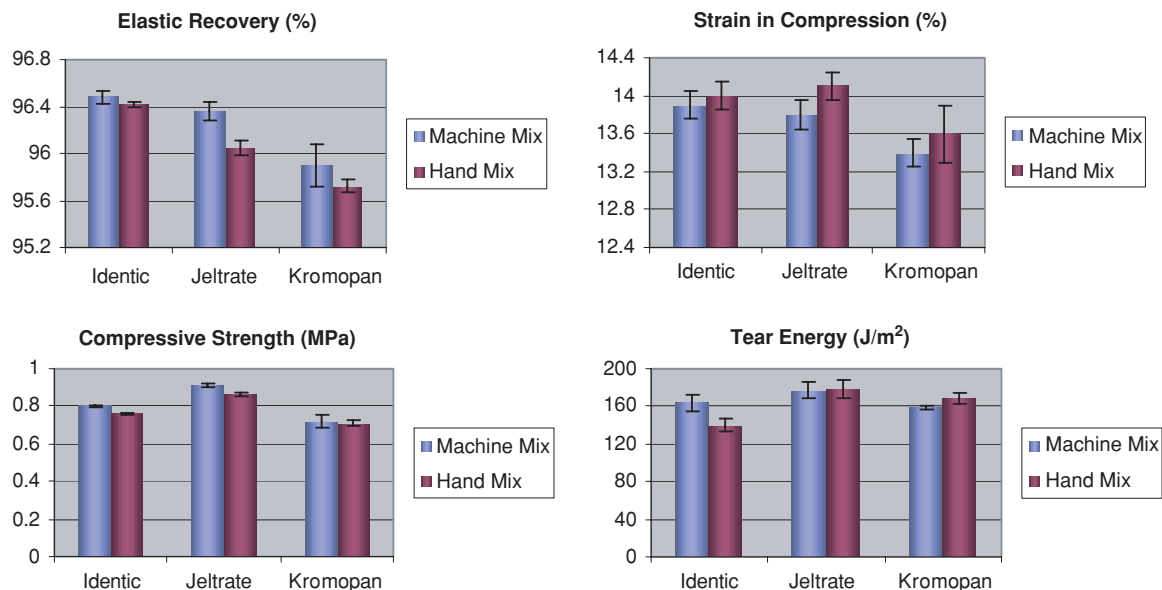 Elastic Recovery (%)
96.8
96.4
96
95.6
95.2
Identic Jeltrate Kromopan
Machine Mix
Hand Mix
Strain in Compression (%)
14.4
14
13.6
13.2
12.8
12.4
Identic Jeltrate Kromopan
Machine Mix
Hand Mix
Compressive Strength (MPa)
1
0.8
0.6
0.4
0.2
0
Identic Jeltrate Kromopan
Machine Mix
Hand Mix
Tear Energy (J/m²)
200
160
120
80
40
0
Identic Jeltrate Kromopan
Machine Mix
Hand Mix